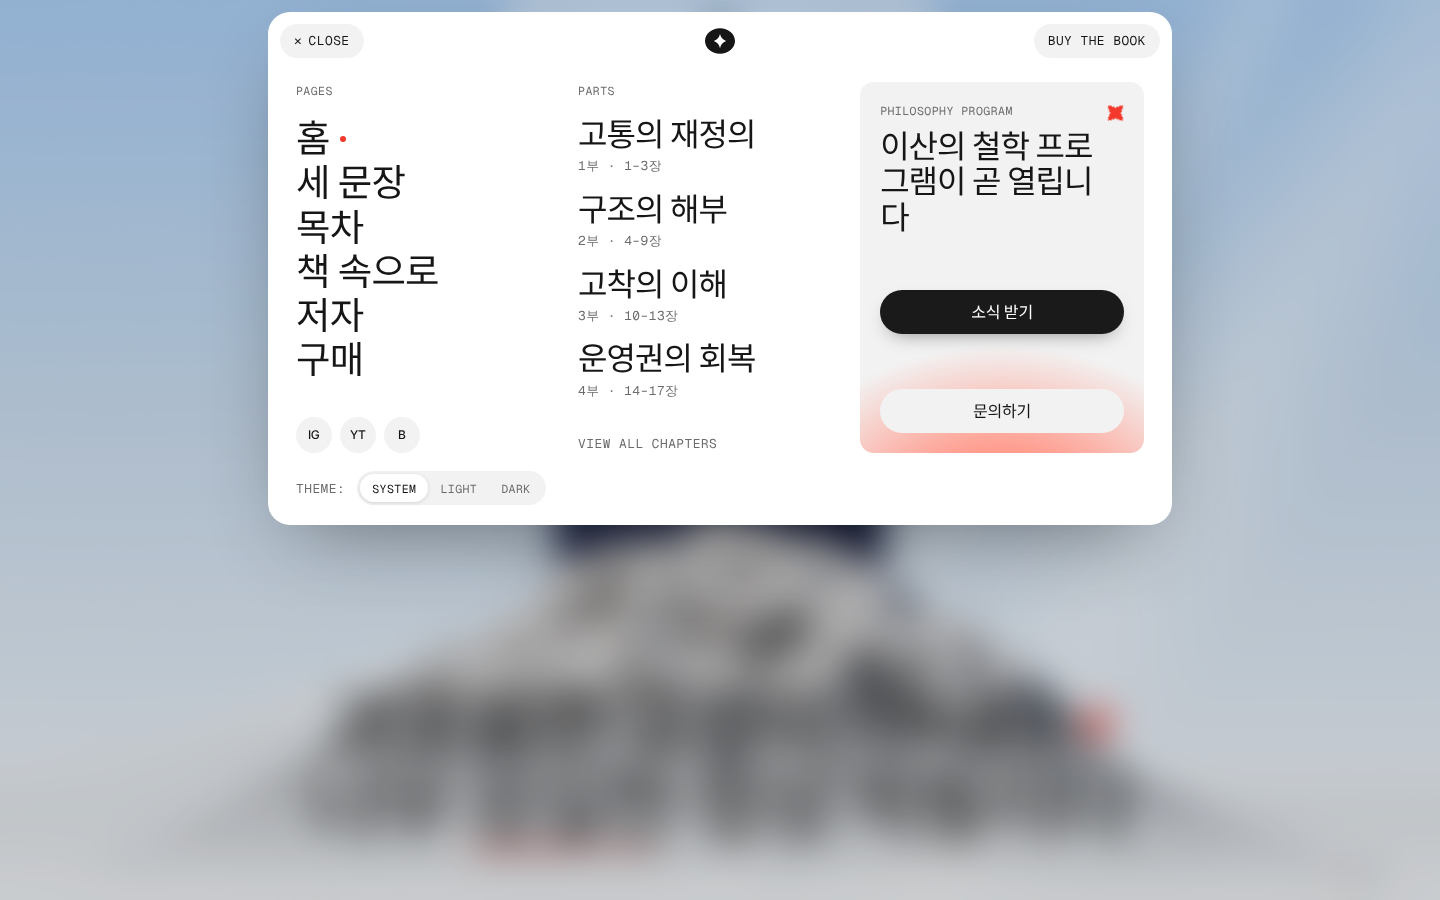 × CLOSE
BUY THE BOOK
PAGES
홈
세 문장
목차
책 속으로
저자
구매
IG
YT
B
THEME:
SYSTEM
LIGHT
DARK
PARTS
고통의 재정의
1부 · 1–3장
구조의 해부
2부 · 4–9장
고착의 이해
3부 · 10–13장
운영권의 회복
4부 · 14–17장
VIEW ALL CHAPTERS
PHILOSOPHY PROGRAM
이산의 철학 프로
그램이 곧 열립니
다
소식 받기
문의하기